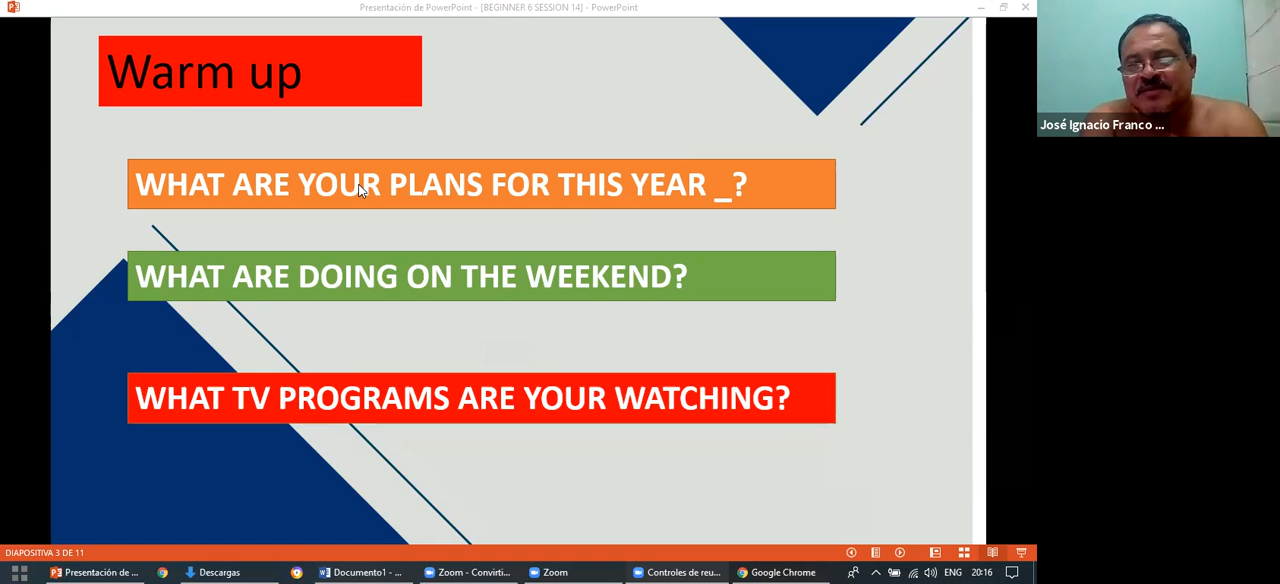 Presentación de PowerPoint - [BEGINNER 6 SESSION 14] - PowerPoint
Warm up
WHAT ARE YOUR PLANS FOR THIS YEAR _?
WHAT ARE DOING ON THE WEEKEND?
WHAT TV PROGRAMS ARE YOUR WATCHING?
José Ignacio Franco ...
DIAPOSITIVA 3 DE 11
Presentación de ... Descargas Documento1 - ... Zoom - Convirti... Zoom Controles de reu... Google Chrome ENG 20:16